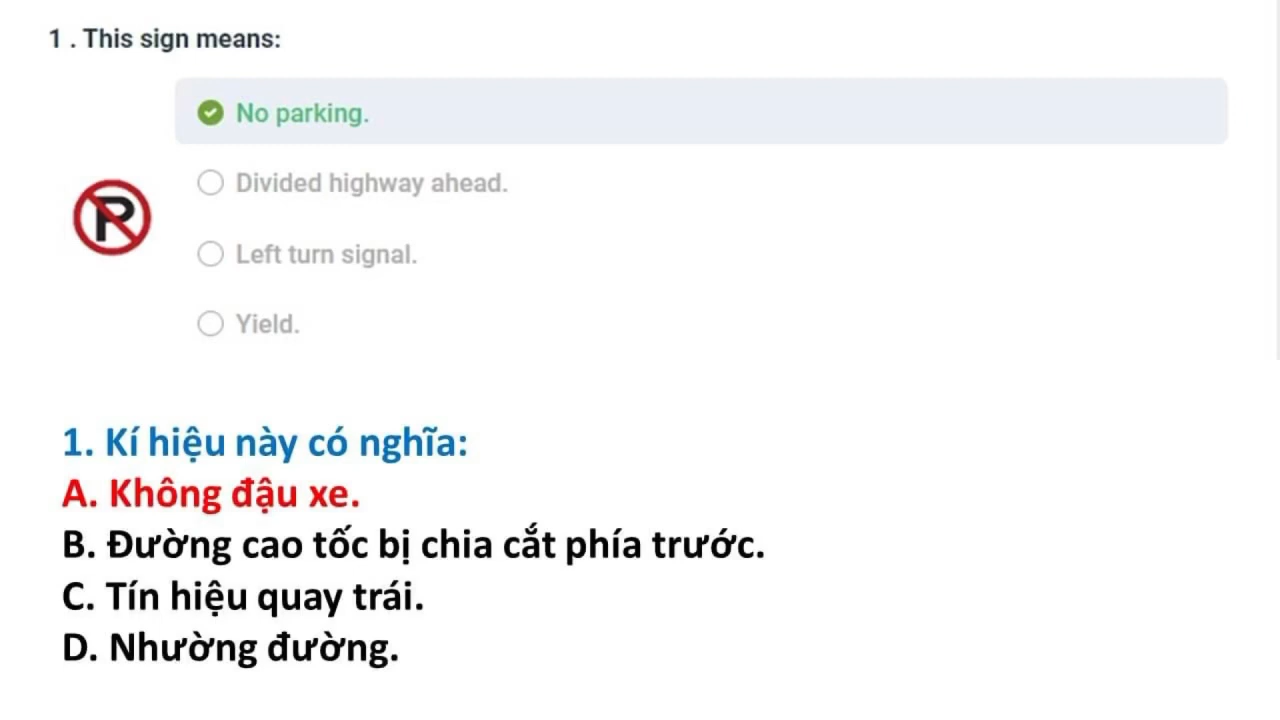 1 . This sign means:
No parking.
Divided highway ahead.
P
Left turn signal.
Yield.
1. Kí hiệu này có nghĩa:
A. Không đậu xe.
B. Đường cao tốc bị chia cắt phía trước.
C. Tín hiệu quay trái.
D. Nhường đường.